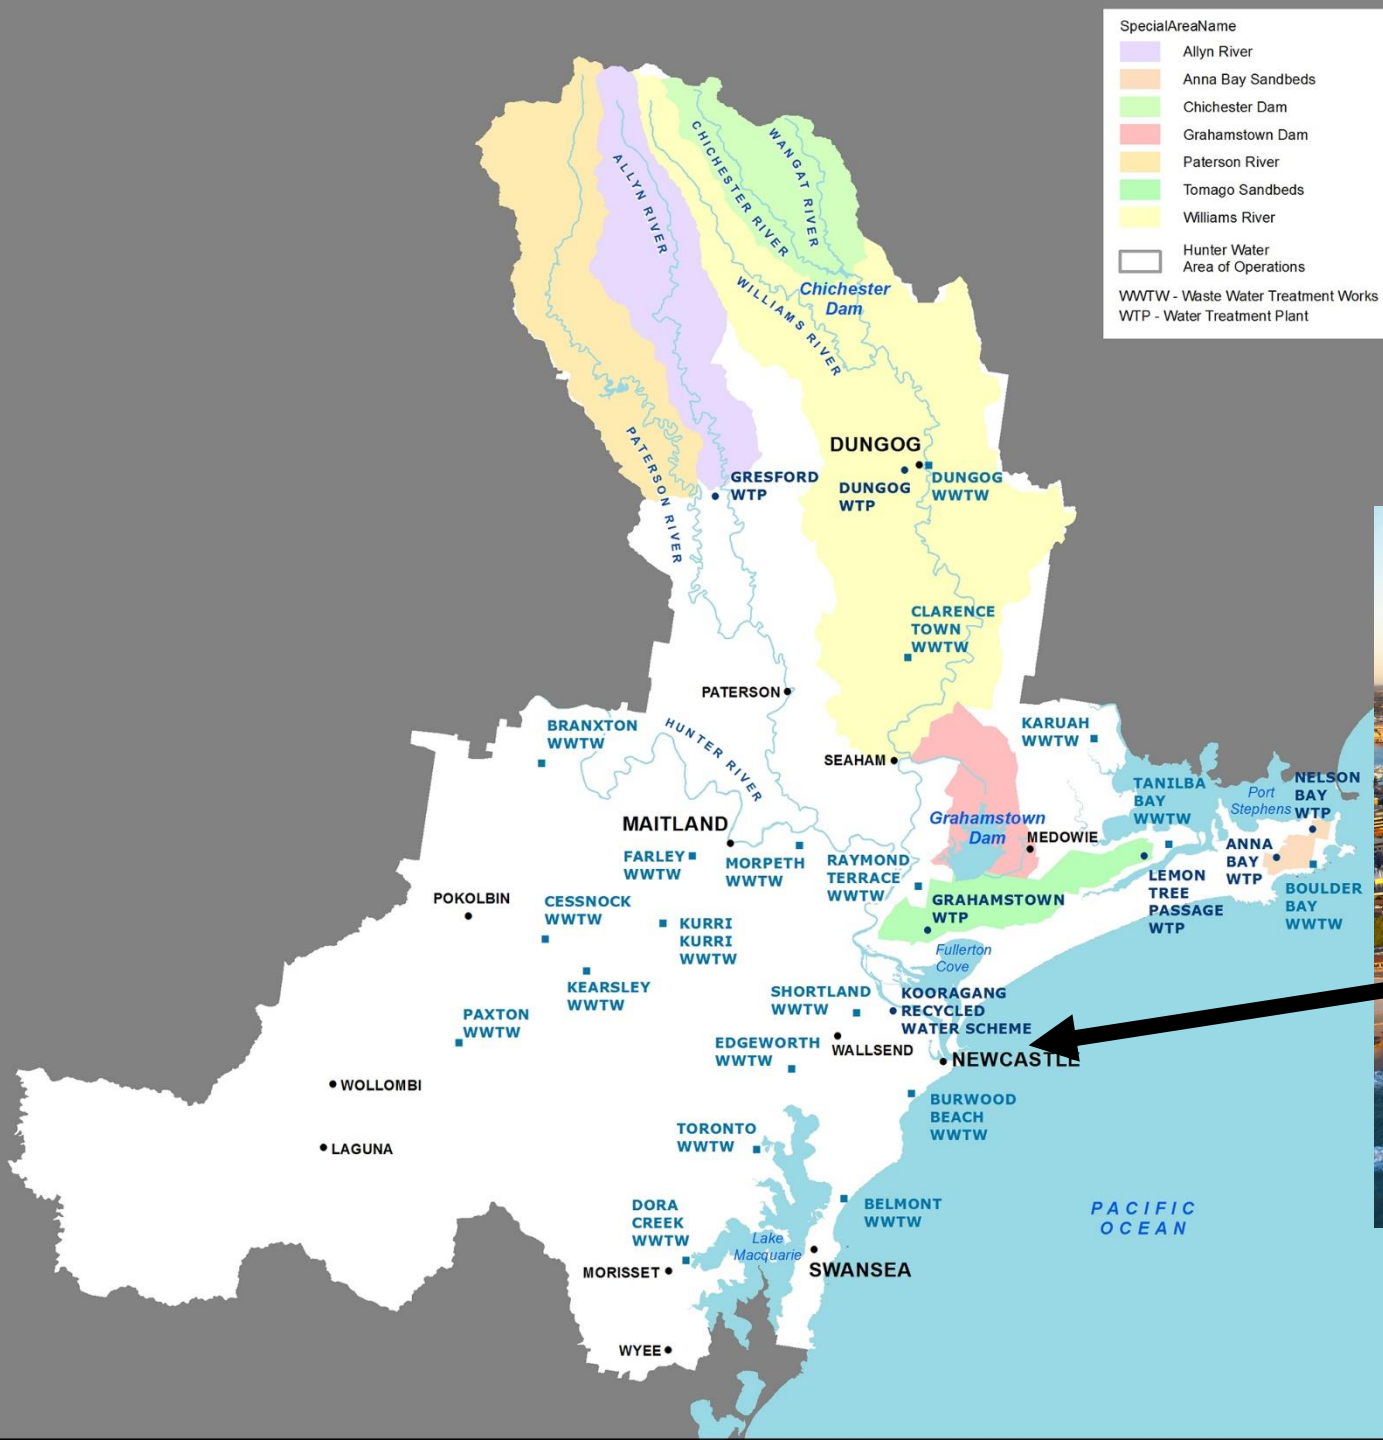 SpecialAreaName
Allyn River
Anna Bay Sandbeds
Chichester Dam
Grahamstown Dam
Paterson River
Tomago Sandbeds
Williams River
Hunter Water
Area of Operations
WWTW - Waste Water Treatment Works
WTP - Water Treatment Plant
ALLYN RIVER
CHICHESTER RIVER
WANGAT RIVER
WILLIAMS RIVER
Chichester
Dam
PATERSON RIVER
GRESFORD
WTP
DUNGOG
DUNGOG
WTP
DUNGOG
WWTW
CLARENCE
TOWN
WWTW
PATERSON
BRANXTON
WWTW
HUNTER RIVER
SEAHAM
KARUAH
WWTW
TANILBA
BAY
WWTW
Port
Stephens
NELSON
BAY
WTP
Grahamstown
Dam
MEDOWIE
MAITLAND
FARLEY
WWTW
MORPETH
WWTW
RAYMOND
TERRACE
WWTW
ANNA
BAY
WTP
LEMON
TREE
PASSAGE
WTP
BOULDER
BAY
WWTW
POKOLBIN
CESSNOCK
WWTW
KURRI
KURRI
WWTW
GRAHAMSTOWN
WTP
Fullerton
Cove
KEARSLEY
WWTW
PAXTON
WWTW
SHORTLAND
WWTW
KOORAGANG
RECYCLED
WATER SCHEME
EDGEWORTH
WWTW
WALLSEND
NEWCASTLE
WOLLOMBI
BURWOOD
BEACH
WWTW
TORONTO
WWTW
LAGUNA
DORA
CREEK
WWTW
BELMONT
WWTW
PACIFIC
OCEAN
Lake
Macquarie
MORISSET
SWANSEA
WYEE